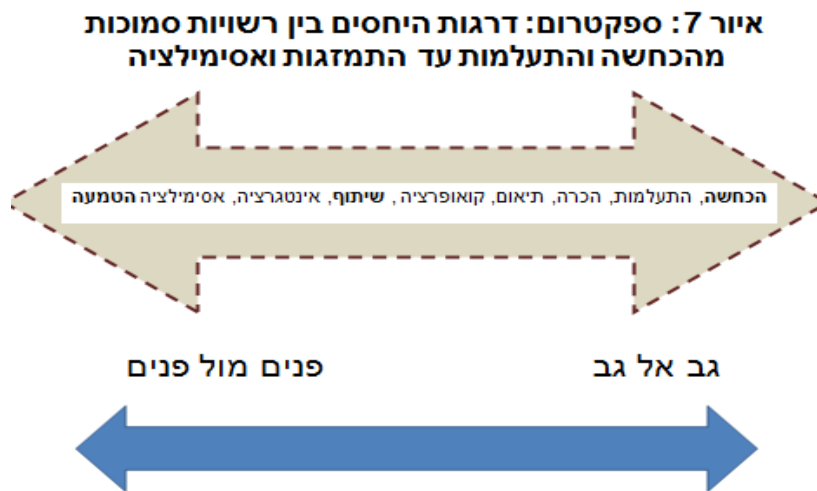 איור 7: ספקטרום: דרגות היחסים בין רשויות סמוכות
מהכחשה והתעלמות עד התמזגות ואסימילציה
הכחשה, התעלמות, הכרה, תיאום, קואופרציה , שיתוף, אינטגרציה, אסימילציה הטמעה
גב אל גב
פנים מול פנים